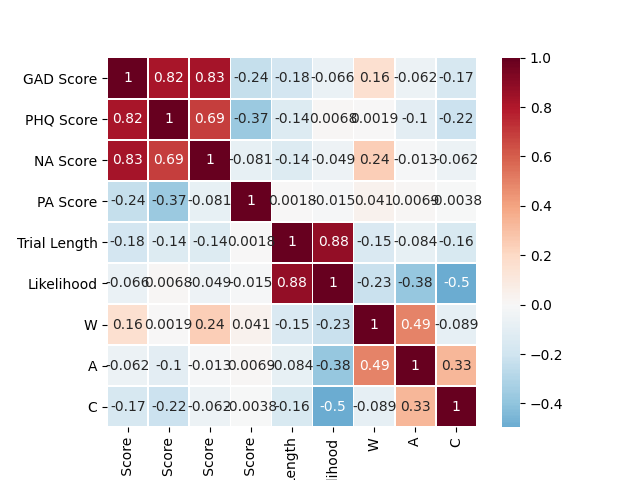 GAD Score 1 0.82 0.83 -0.24 -0.18 -0.066 0.16 -0.062 -0.17
PHQ Score 0.82 1 0.69 -0.37 -0.14 0.0068 0.0019 -0.1 -0.22
NA Score 0.83 0.69 1 -0.081 -0.14 -0.049 0.24 -0.013 -0.062
PA Score -0.24 -0.37 -0.081 1 0.0018 -0.015 0.041 0.0069 0.0038
Trial Length -0.18 -0.14 -0.14 0.0018 1 0.88 -0.15 -0.084 -0.16
Likelihood -0.066 0.0068 -0.049 -0.015 0.88 1 -0.23 -0.38 -0.5
W 0.16 0.0019 0.24 0.041 -0.15 -0.23 1 0.49 -0.089
A -0.062 -0.1 -0.013 0.0069 -0.084 -0.38 0.49 1 0.33
C -0.17 -0.22 -0.062 0.0038 -0.16 -0.5 -0.089 0.33 1
Score Score Score Score ength ihood W A C
1.0
0.8
0.6
0.4
0.2
0.0
−0.2
−0.4